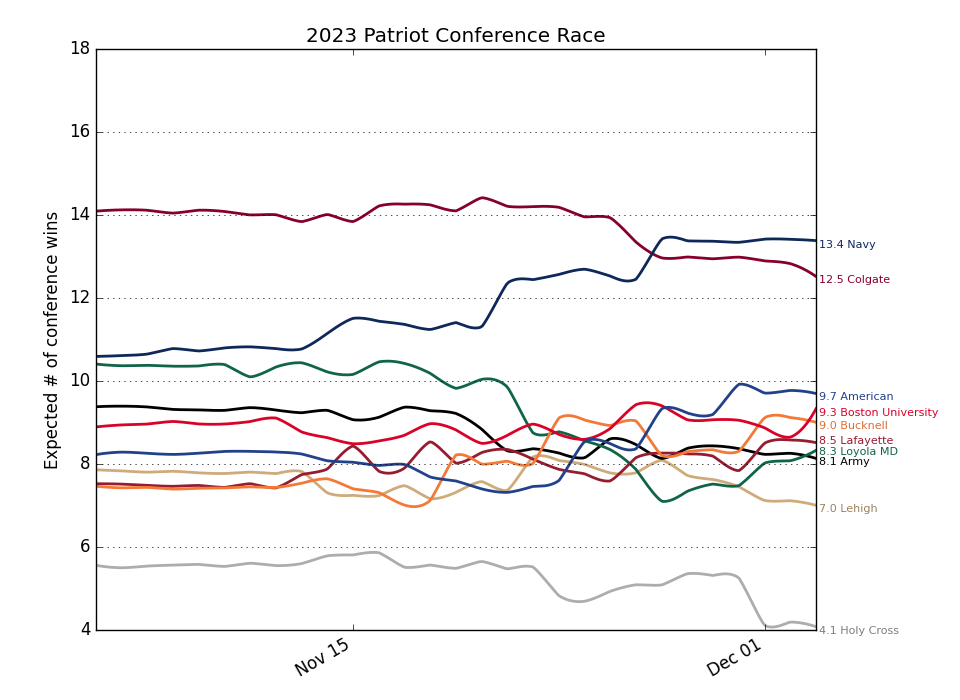 2023 Patriot Conference Race
Expected # of conference wins
18
16
14
12
10
8
6
4
Nov 15
Dec 01
13.4 Navy
12.5 Colgate
9.7 American
9.3 Boston University
9.0 Bucknell
8.5 Lafayette
8.3 Loyola MD
8.1 Army
7.0 Lehigh
4.1 Holy Cross